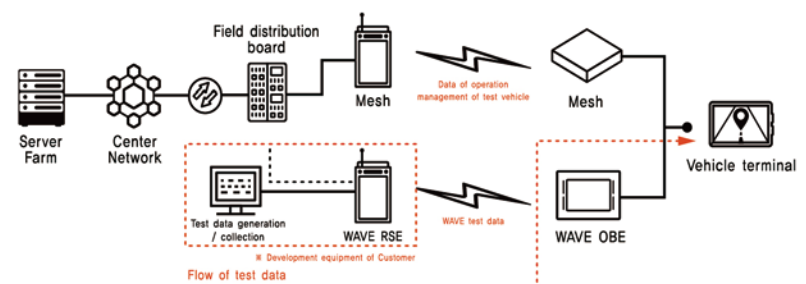 Field distribution
board
Mesh
Data of operation
management of test vehicle
Mesh
Server
Farm
Center
Network
Vehicle terminal
Test data generation
/ collection
WAVE RSE
WAVE test data
WAVE OBE
※ Development equipment of Customer
Flow of test data